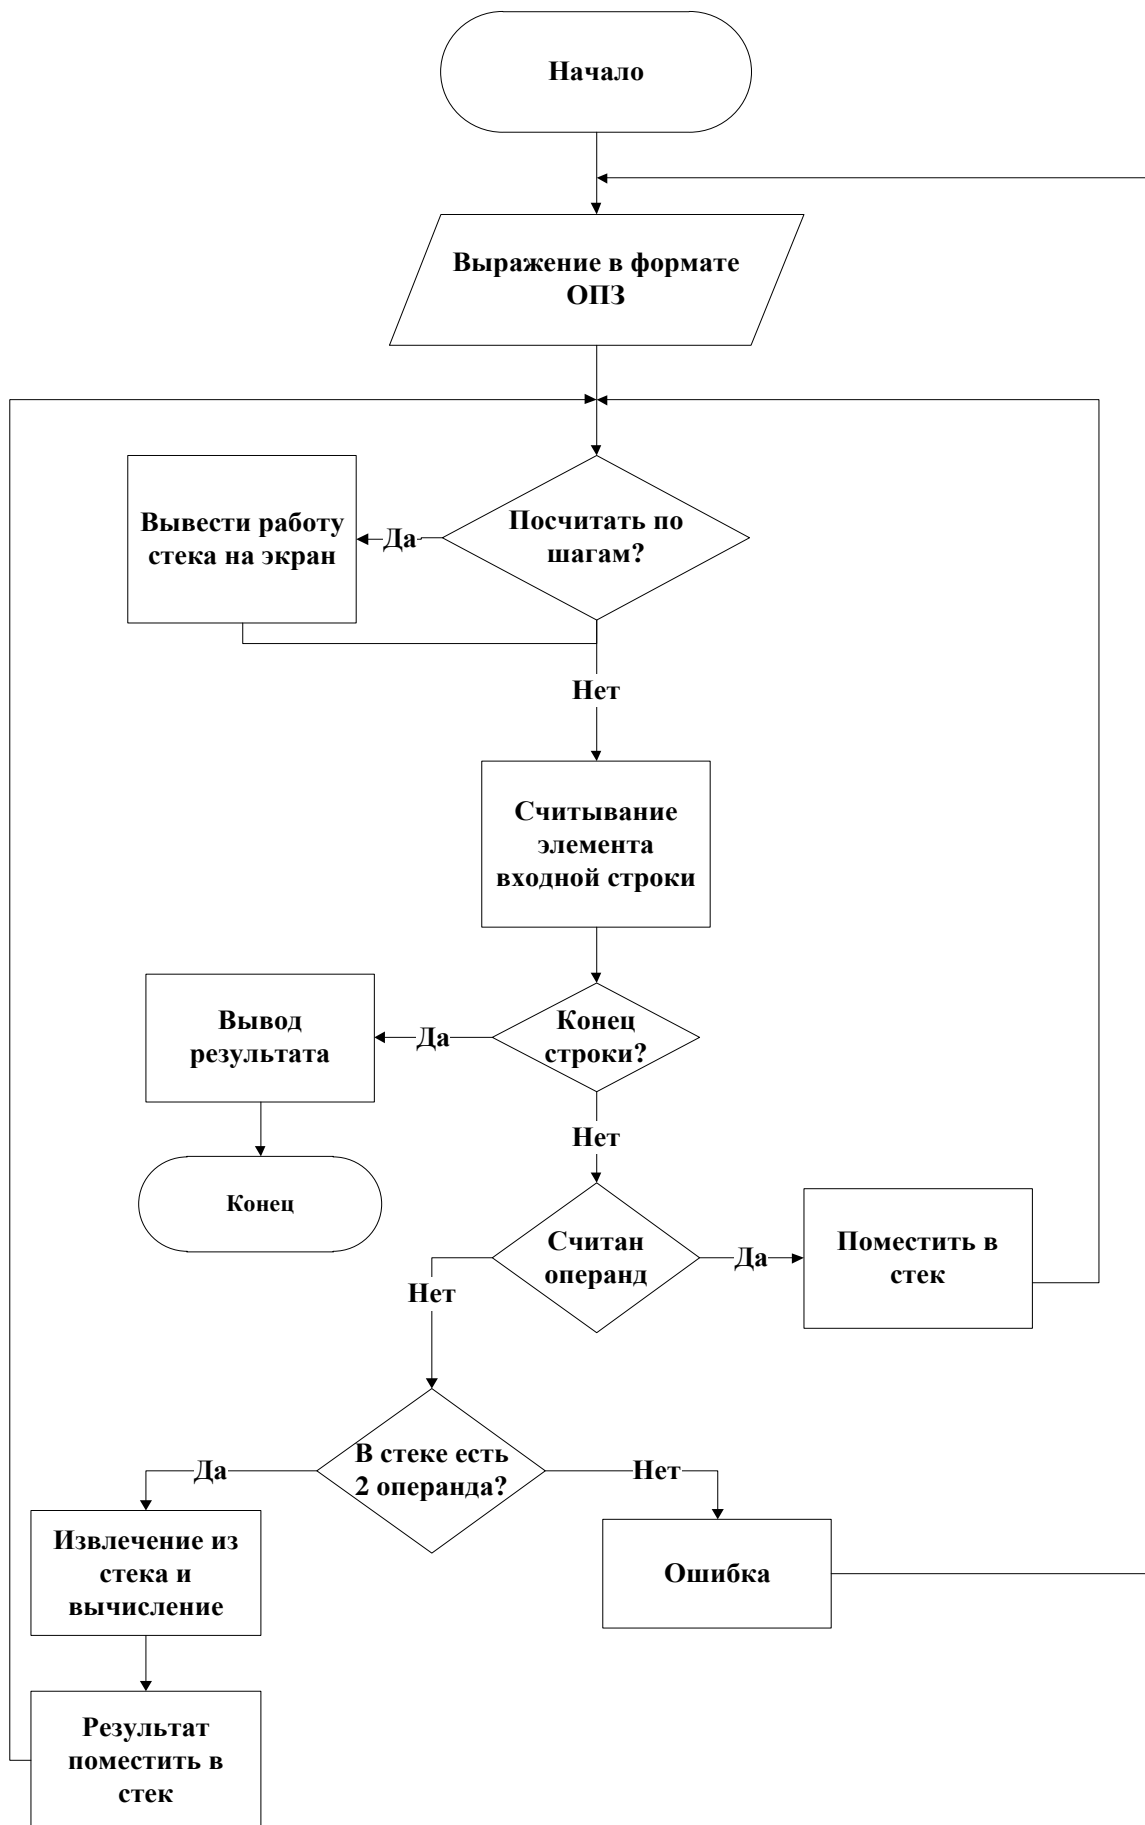 Начало
Выражение в формате
ОПЗ
Посчитать по
шагам?
Да
Вывести работу
стека на экран
Нет
Считывание
элемента
входной строки
Конец
строки?
Да
Вывод
результата
Конец
Нет
Считан
операнд
Да
Поместить в
стек
Нет
В стеке есть
2 операнда?
Да
Нет
Извлечение из
стека и
вычисление
Ошибка
Результат
поместить в
стек